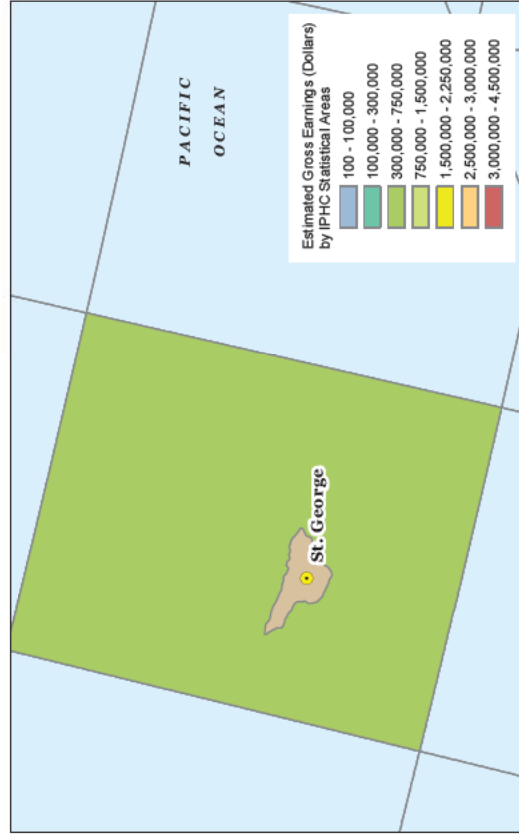 PACIFIC
OCEAN
St. George
Estimated Gross Earnings (Dollars)
by IPHC Statistical Areas
100 - 100,000
100,000 - 300,000
300,000 - 750,000
750,000 - 1,500,000
1,500,000 - 2,250,000
2,500,000 - 3,000,000
3,000,000 - 4,500,000